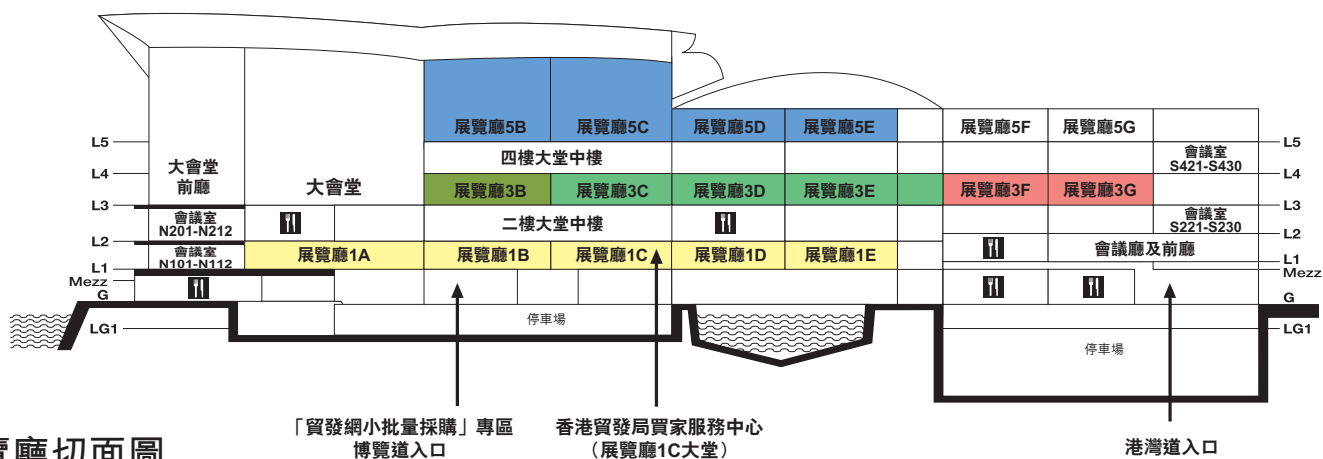 展覽廳5B
展覽廳5C
展覽廳5D
展覽廳5E
展覽廳5F
展覽廳5G
L5
L5
大會堂
前廳
大會堂
四樓大堂中樓
會議室
S421-S430
L4
L4
展覽廳3B
展覽廳3C
展覽廳3D
展覽廳3E
展覽廳3F
展覽廳3G
L3
L3
會議室
N201-N212
二樓大堂中樓
會議室
S221-S230
L2
L2
會議室
N101-N112
展覽廳1A
展覽廳1B
展覽廳1C
展覽廳1D
展覽廳1E
會議廳及前廳
L1
L1
Mezz
Mezz
G
G
LG1
停車場
LG1
停車場
「貿發網小批量採購」專區
博覽道入口
香港貿發局買家服務中心
（展覽廳1C大堂）
港灣道入口
覽廳切面圖